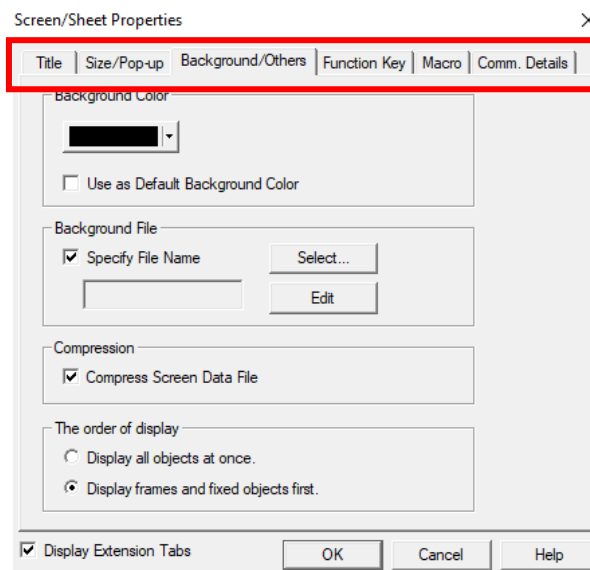 Screen/Sheet Properties
Title Size/Pop-up Background/Others Function Key Macro Comm. Details
Background Color
Use as Default Background Color
Background File
Specify File Name Select...
Edit
Compression
Compress Screen Data File
The order of display
Display all objects at once.
Display frames and fixed objects first.
Display Extension Tabs OK Cancel Help